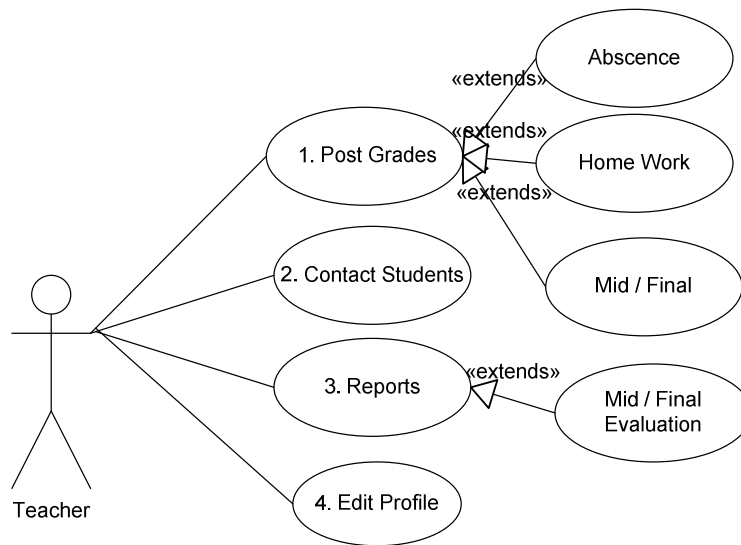 Abscence
«extends»
«extends»
1. Post Grades
Home Work
«extends»
2. Contact Students
Mid / Final
«extends»
3. Reports
Mid / Final
Evaluation
4. Edit Profile
Teacher